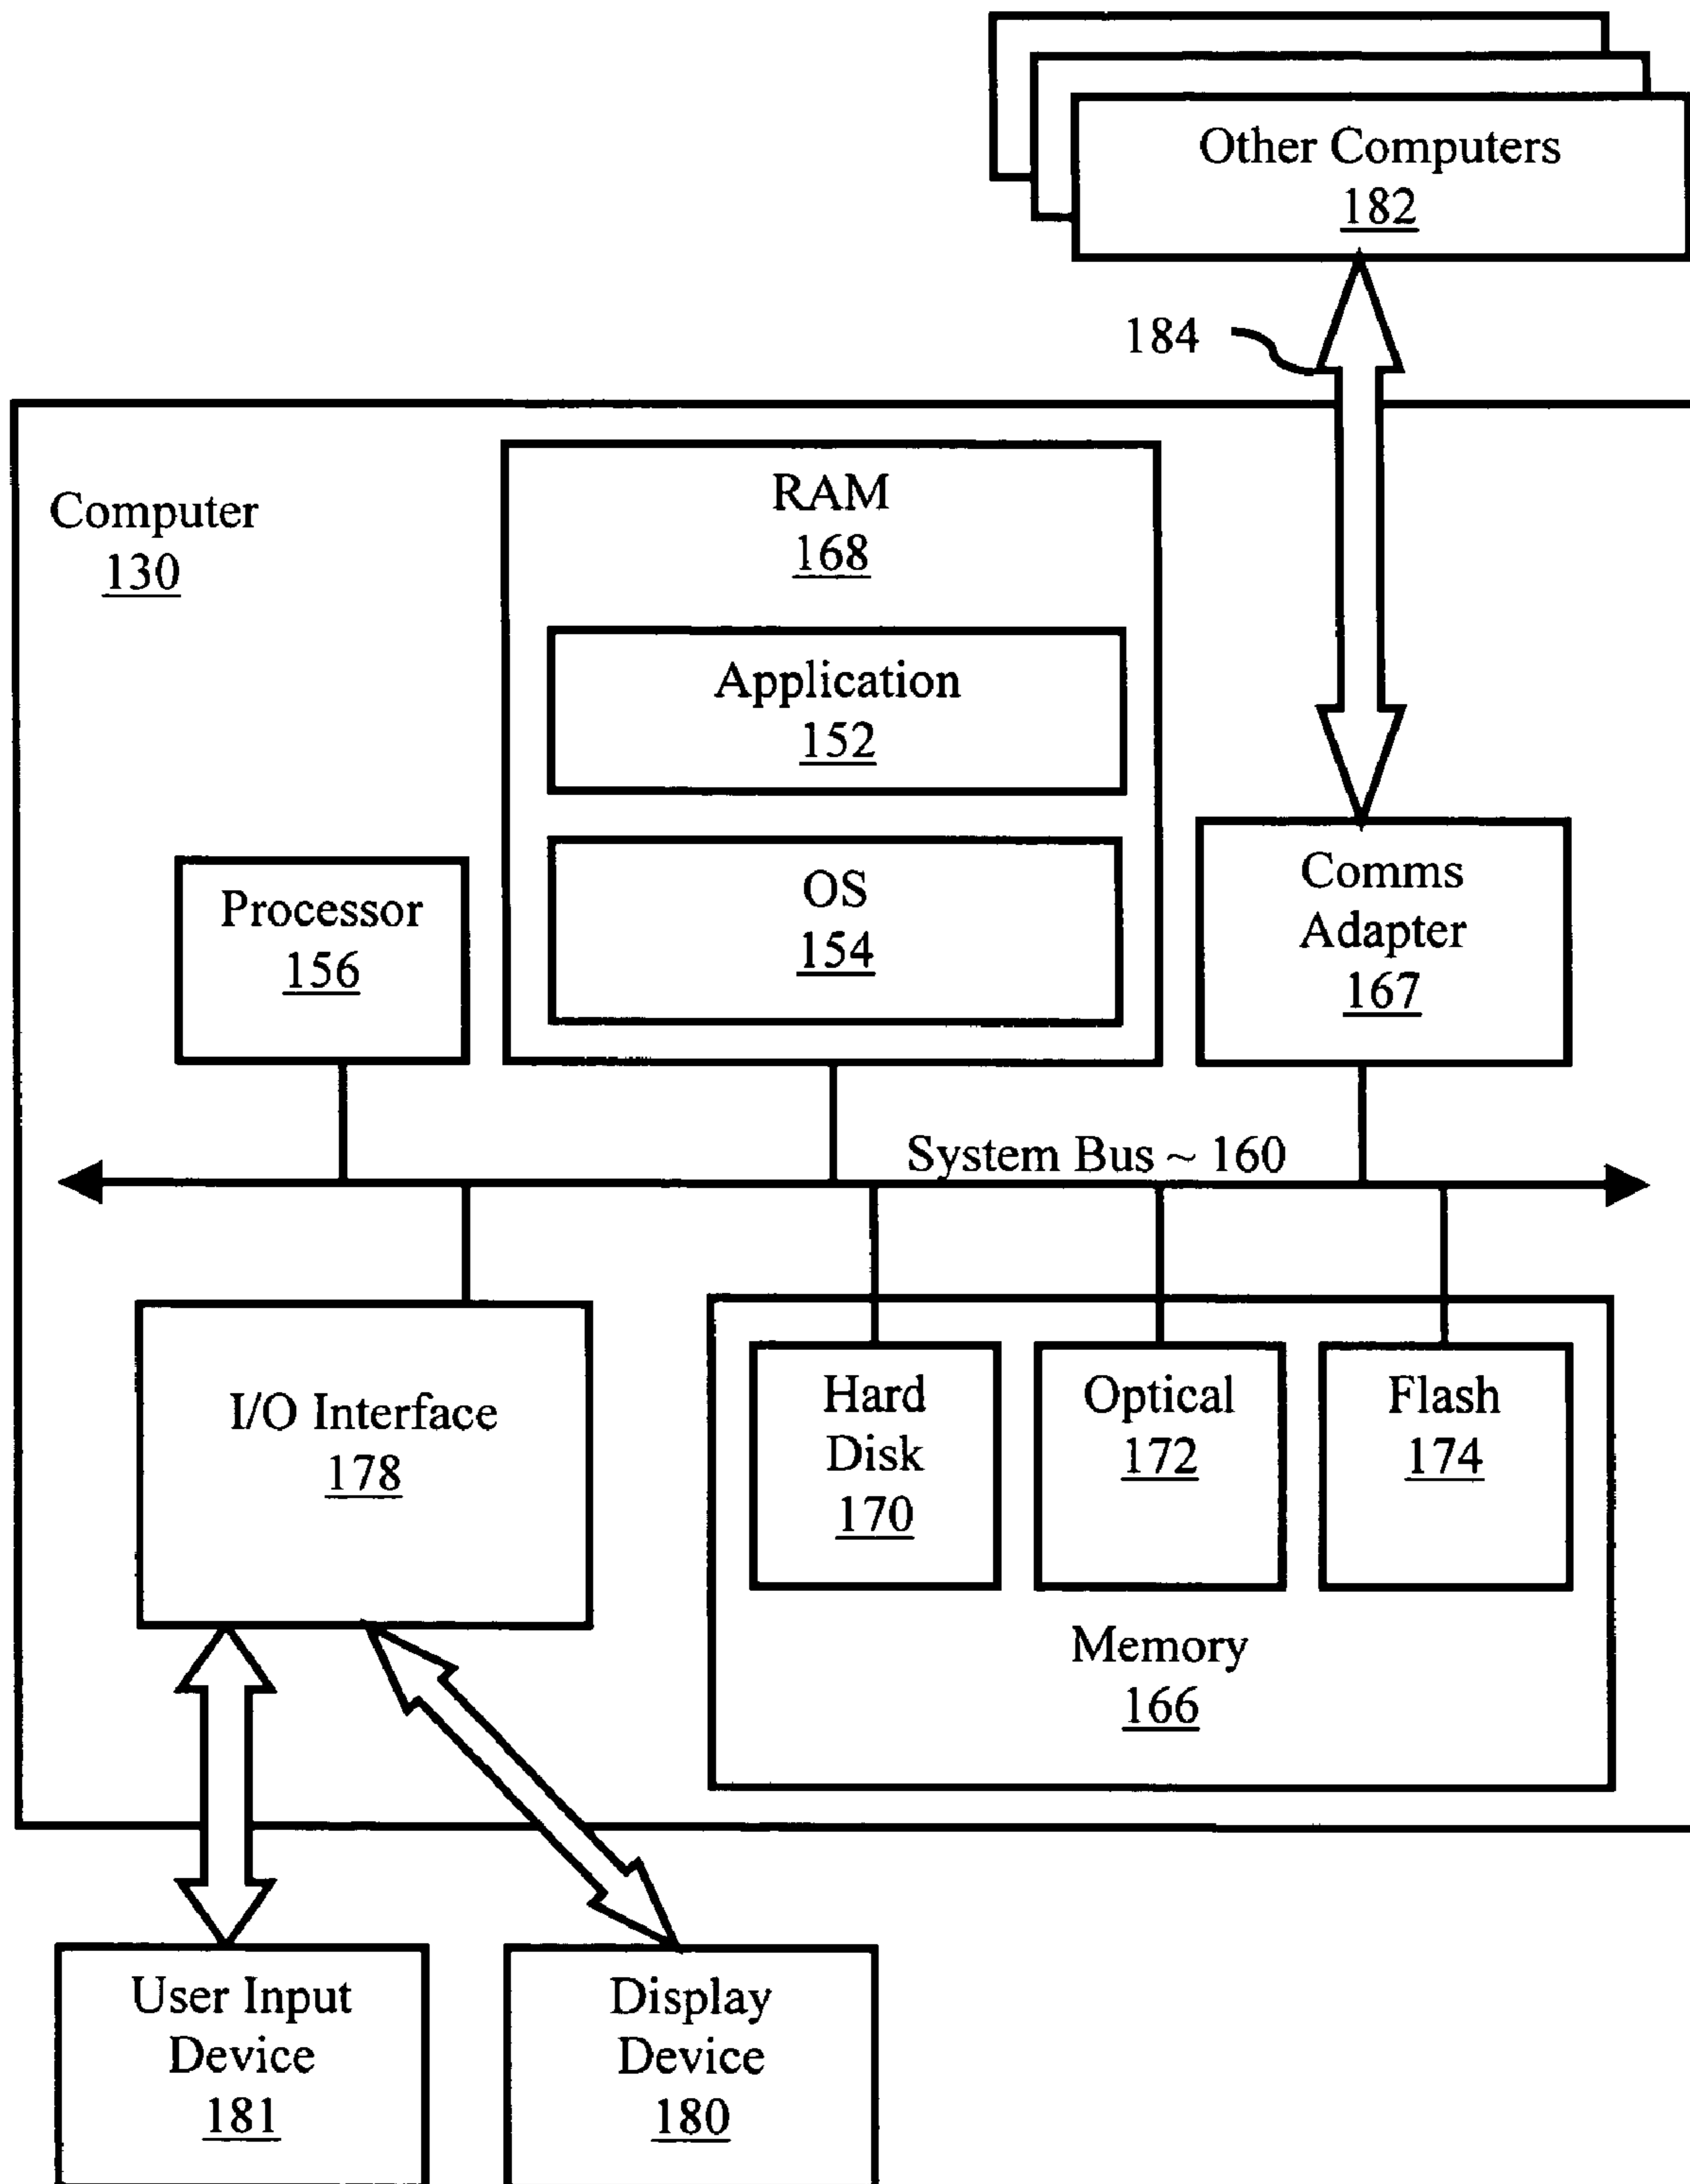 Other Computers
182
184
Computer
130
RAM
168
Application
152
OS
154
Processor
156
Comms
Adapter
167
System Bus ~ 160
I/O Interface
178
Hard
Disk
170
Optical
172
Flash
174
Memory
166
User Input
Device
181
Display
Device
180